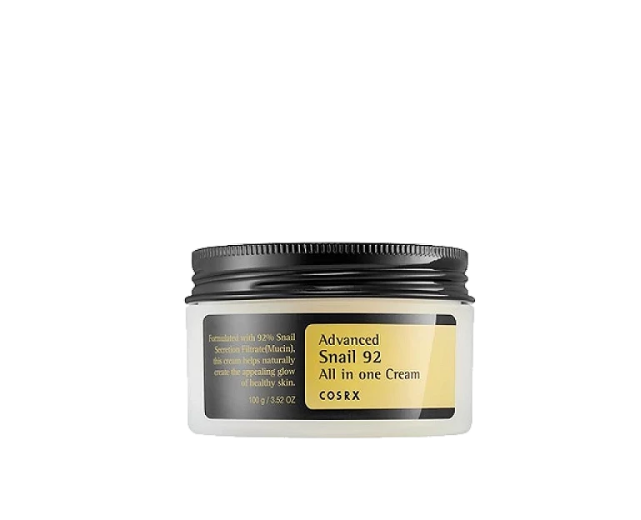 Formulated with 92% Snail
Secretion Filtrate(Mucin),
this cream helps naturally
create the appealing glow
of healthy skin.
100 g / 3.52 OZ
Advanced
Snail 92
All in one Cream
COSRX